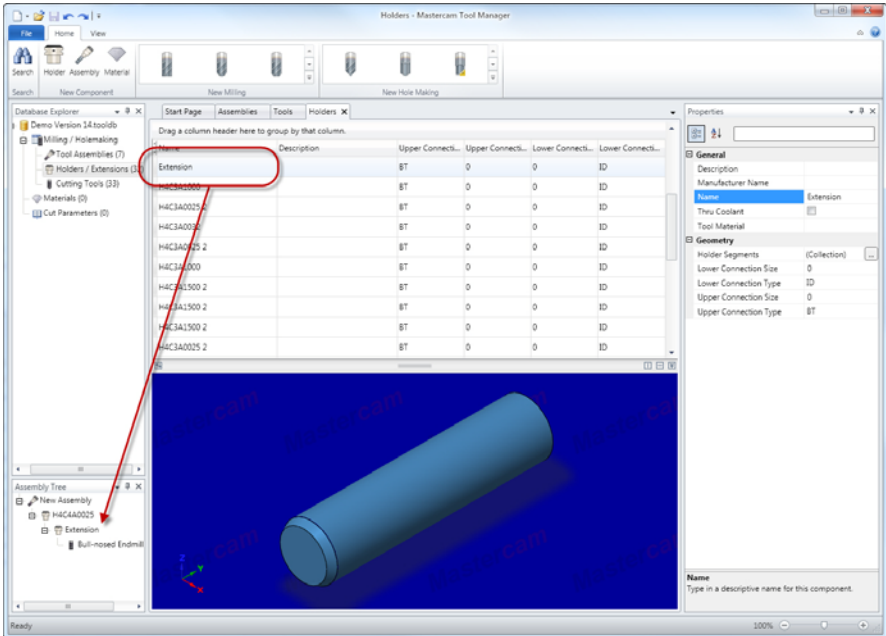 Holders - Mastercam Tool Manager
File Home View
Search Holder Assembly Material
Search New Component New Milling New Hole Making
Database Explorer
Demo Version 14.tooldb
Milling / Holemaking
Tool Assemblies (7)
Holders / Extensions
Cutting Tools (33)
Materials (0)
Cut Parameters (0)
Start Page Assemblies Tools Holders
Drag a column header here to group by that column.
Name Description Upper Connecti... Upper Connecti... Lower Connecti... Lower Connecti...
Extension BT 0 0 ID
H4C3A1000 BT 0 0 ID
H4C3A0025 2 BT 0 0 ID
H4C3A0032 BT 0 0 ID
H4C3A0025 2 BT 0 0 ID
H4C3A1000 BT 0 0 ID
H4C3A1500 2 BT 0 0 ID
H4C3A1500 2 BT 0 0 ID
H4C3A1500 2 BT 0 0 ID
H4C3A0025 2 BT 0 0 ID
Z
Y
X
Assembly Tree
New Assembly
H4C4A0025
Extension
Bull-nosed Endmill
Properties
General
Description
Manufacturer Name
Name Extension
Thru Coolant
Tool Material
Geometry
Holder Segments (Collection) ...
Lower Connection Size 0
Lower Connection Type ID
Upper Connection Size 0
Upper Connection Type BT
Name
Type in a descriptive name for this component.
Ready 100%